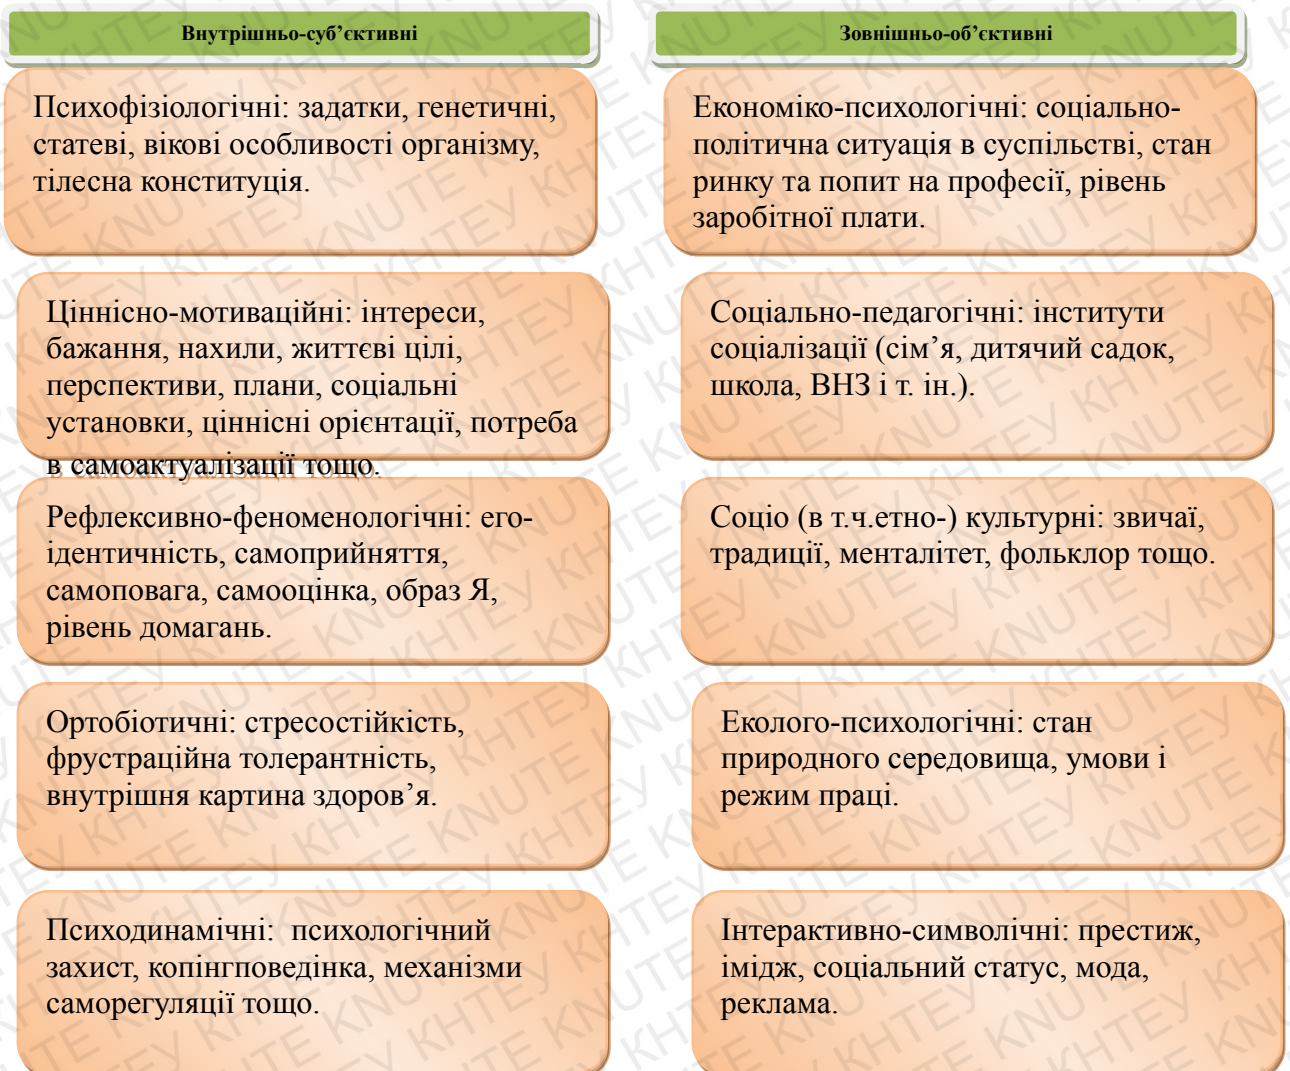 Внутрішньо-суб’єктивні
Психофізіологічні: задатки, генетичні,
статеві, вікові особливості організму,
тілесна конституція.
Ціннісно-мотиваційні: інтереси,
бажання, нахили, життєві цілі,
перспективи, плани, соціальні
установки, ціннісні орієнтації, потреба
в самоактуалізації тощо.
Рефлексивно-феноменологічні: его-
ідентичність, самоприйняття,
самоповага, самооцінка, образ Я,
рівень домагань.
Ортобіотичні: стресостійкість,
фрустраційна толерантність,
внутрішня картина здоров’я.
Психодинамічні:  психологічний
захист, копінгповедінка, механізми
саморегуляції тощо.
Зовнішньо-об’єктивні
Економіко-психологічні: соціально-
політична ситуація в суспільстві, стан
ринку та попит на професії, рівень
заробітної плати.
Соціально-педагогічні: інститути
соціалізації (сім’я, дитячий садок,
школа, ВНЗ і т. ін.).
Соціо (в т.ч.етно-) культурні: звичаї,
традиції, менталітет, фольклор тощо.
Еколого-психологічні: стан
природного середовища, умови і
режим праці.
Інтерактивно-символічні: престиж,
імідж, соціальний статус, мода,
реклама.